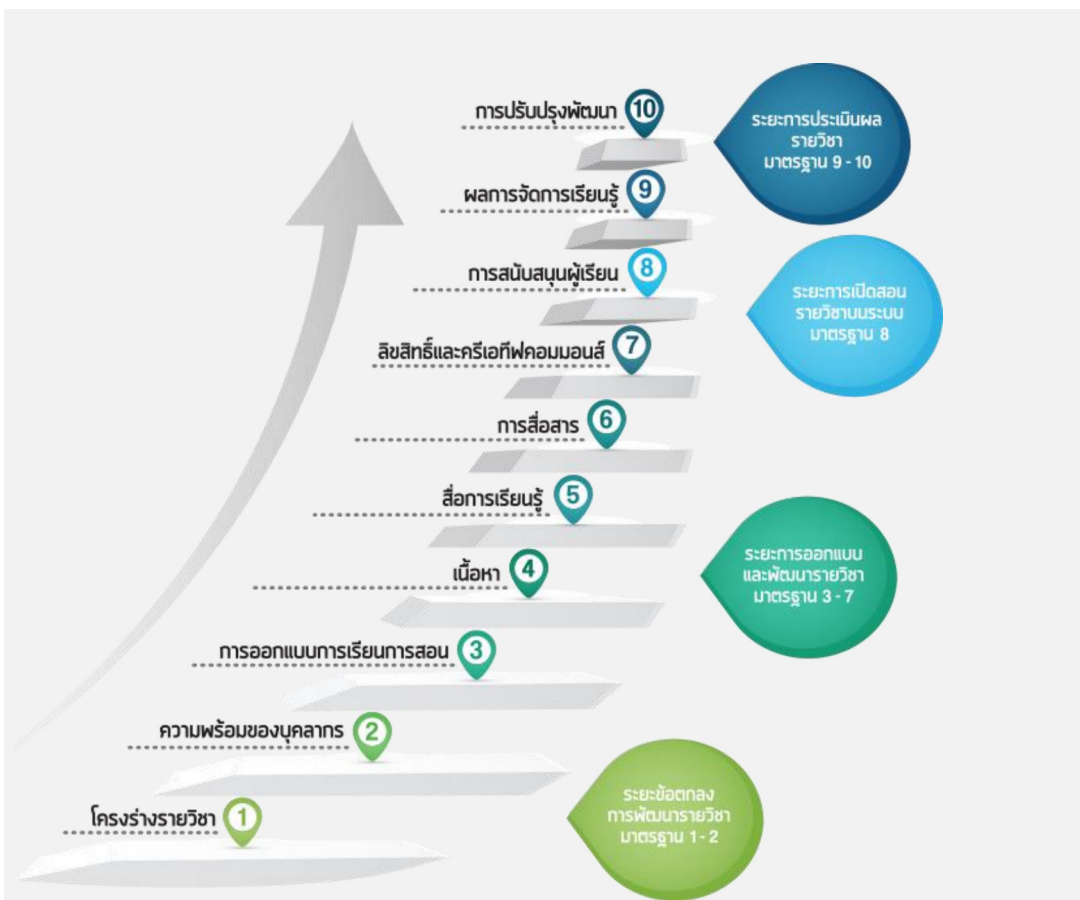 การปรับปรุงพัฒนา 10
ระยะการประเมินผล
รายวิชา
มาตรฐาน 9 - 10
ผลการจัดการเรียนรู้ 9
การสนับสนุนผู้เรียน 8
ระยะการเปิดสอน
รายวิชาบนระบบ
มาตรฐาน 8
ลิขสิทธิ์และครีเอทีฟคอมมอนส์ 7
การสื่อสาร 6
สื่อการเรียนรู้ 5
เนื้อหา 4
ระยะการออกแบบ
และพัฒนารายวิชา
มาตรฐาน 3 - 7
การออกแบบการเรียนการสอน 3
ความพร้อมของบุคลากร 2
โครงร่างรายวิชา 1
ระยะข้อตกลง
การพัฒนารายวิชา
มาตรฐาน 1 - 2